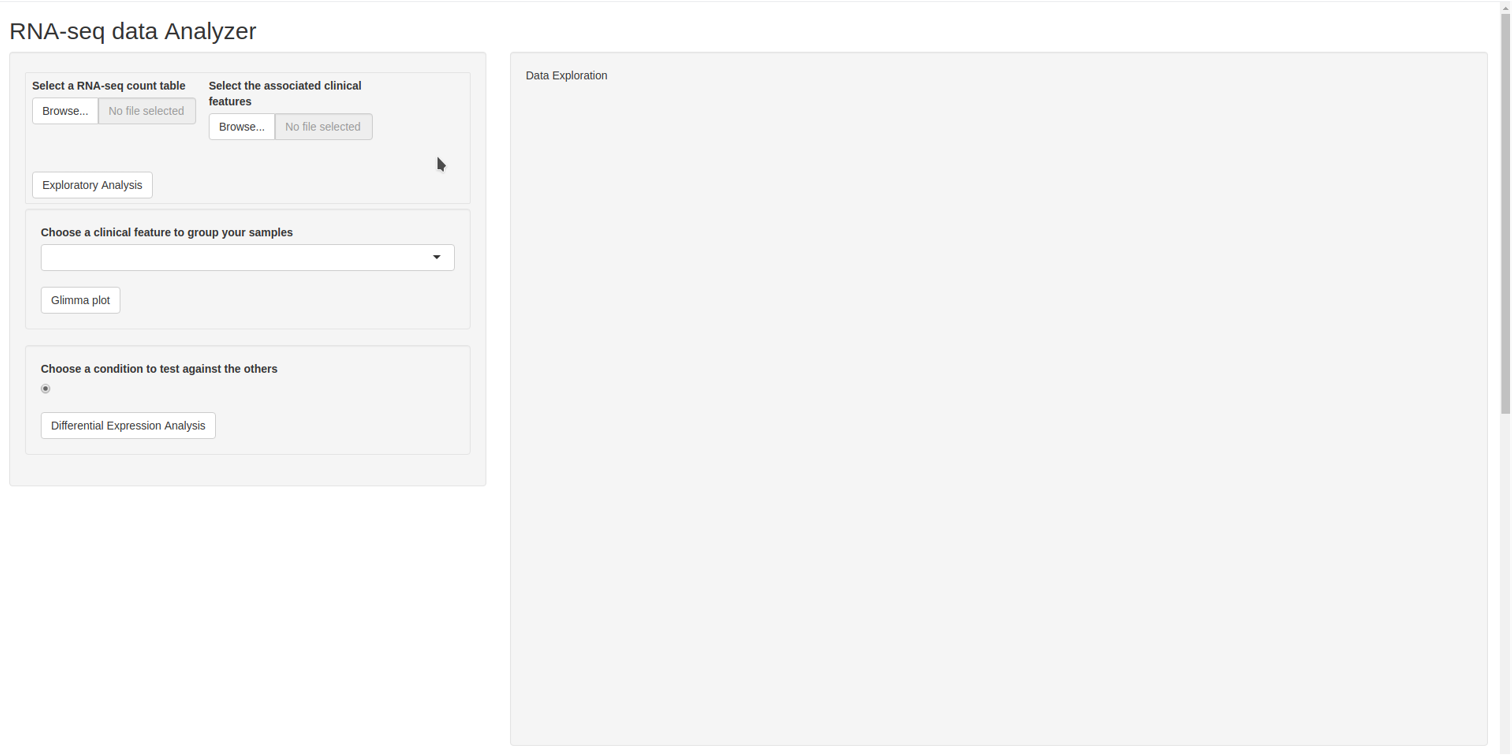 RNA-seq data Analyzer
Select a RNA-seq count table
Browse... No file selected
Select the associated clinical
features
Browse... No file selected
Exploratory Analysis
Choose a clinical feature to group your samples
Glimma plot
Choose a condition to test against the others
Differential Expression Analysis
Data Exploration